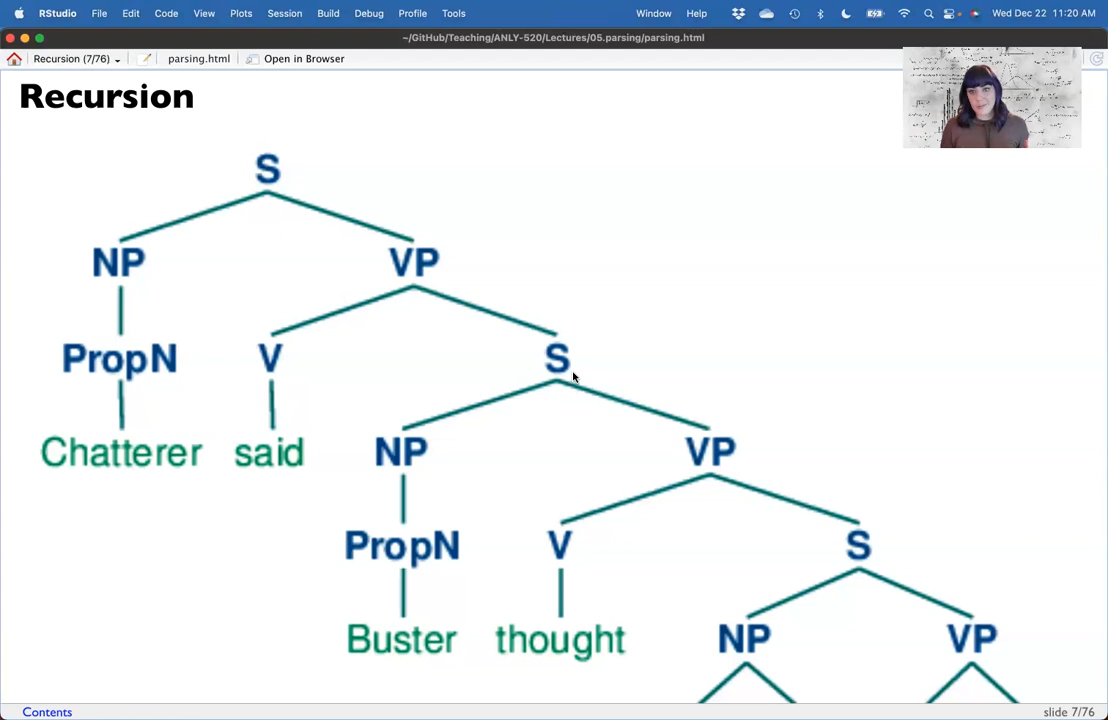 RStudio File Edit Code View Plots Session Build Debug Profile Tools Window Help Wed Dec 22 11:20 AM
~/GitHub/Teaching/ANLY-520/Lectures/05.parsing/parsing.html
Recursion (7/76) parsing.html Open in Browser
Recursion
S
NP VP
PropN V S
Chatterer said NP VP
PropN V S
Buster thought NP VP
Contents slide 7/76